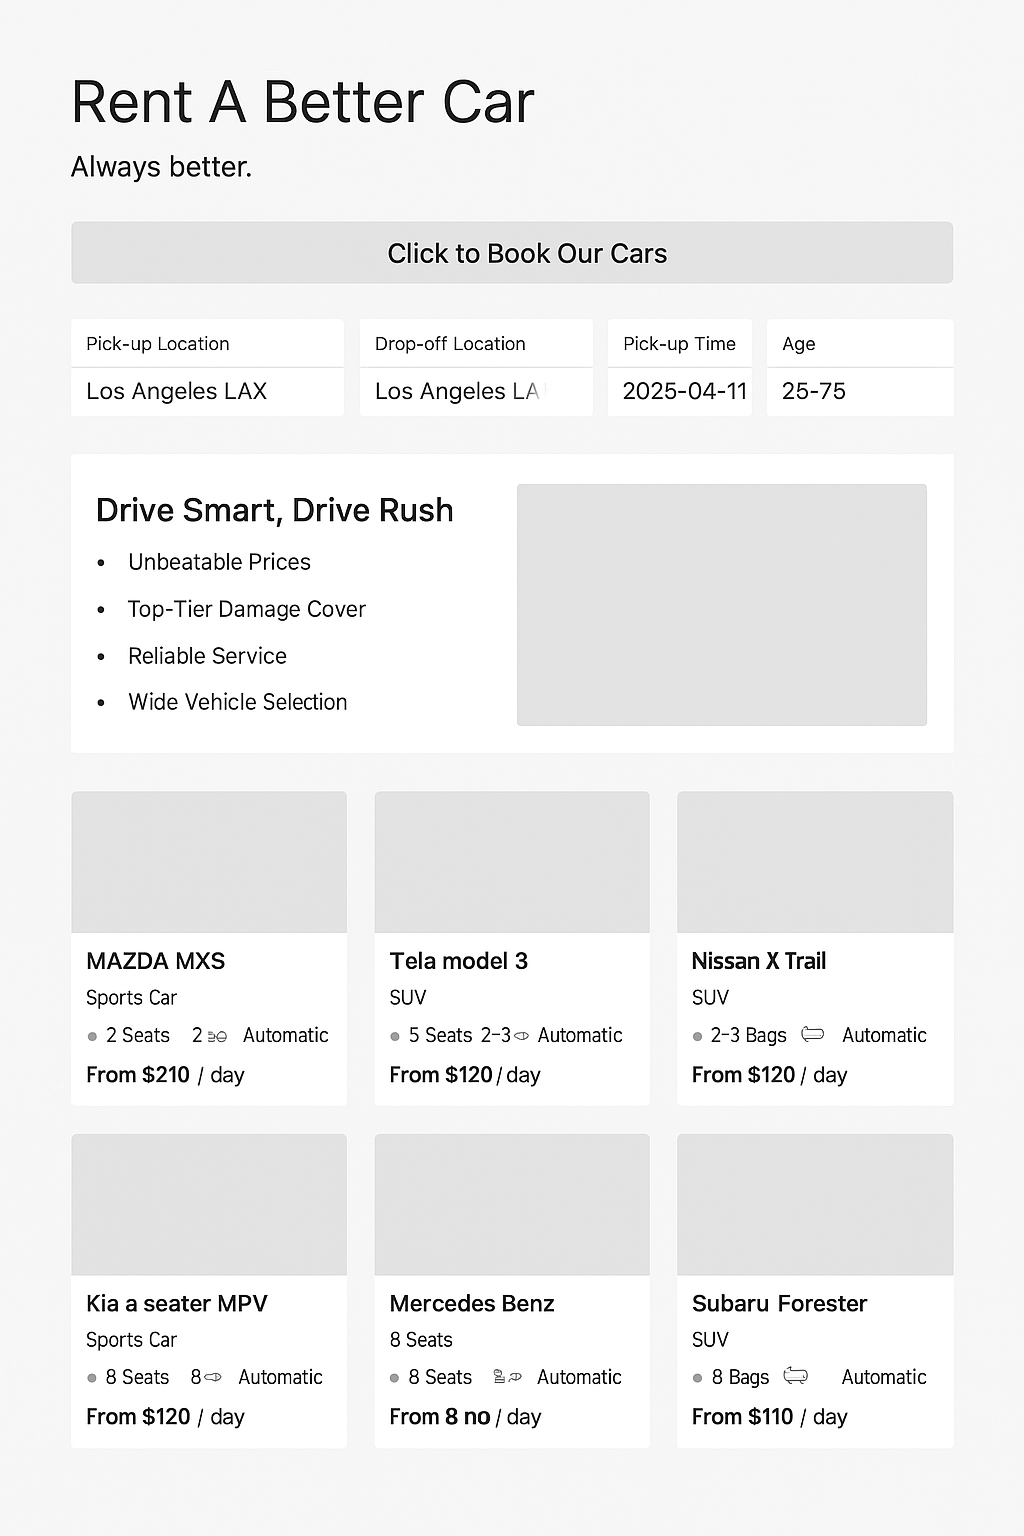 Rent A Better Car
Always better.
Click to Book Our Cars
Pick-up Location
Los Angeles LAX
Drop-off Location
Los Angeles LA
Pick-up Time
2025-04-11
Age
25-75
Drive Smart, Drive Rush
• Unbeatable Prices
• Top-Tier Damage Cover
• Reliable Service
• Wide Vehicle Selection
MAZDA MXS
Sports Car
2 Seats 2 Automatic
From $210 / day
Tela model 3
SUV
5 Seats 2-3 Automatic
From $120 / day
Nissan X Trail
SUV
2-3 Bags Automatic
From $120 / day
Kia a seater MPV
Sports Car
8 Seats 8 Automatic
From $120 / day
Mercedes Benz
8 Seats
8 Seats Automatic
From 8 no / day
Subaru Forester
SUV
8 Bags Automatic
From $110 / day